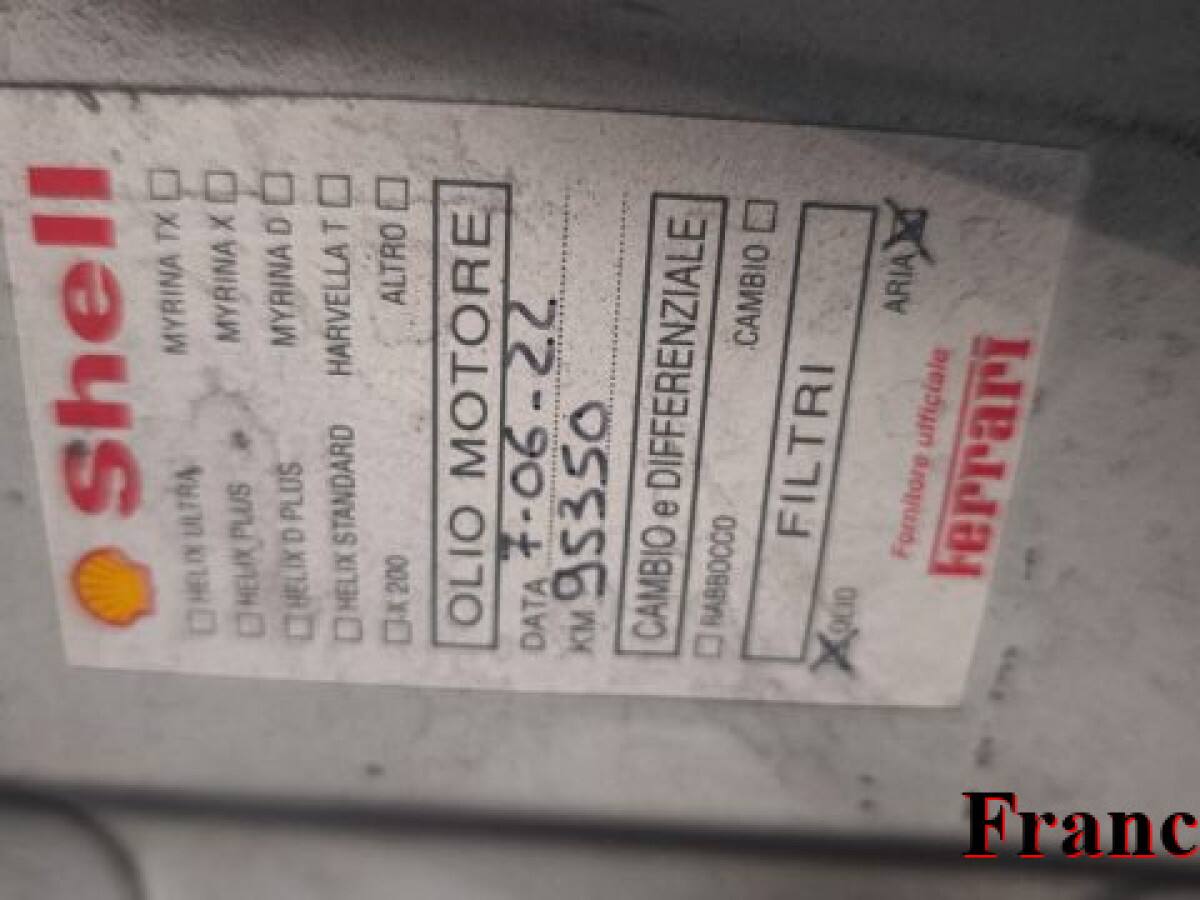 Shell
☐ HELIX ULTRA MYRINA TX ☐
☐ HELIX PLUS MYRINA X ☐
☐ HELIX D PLUS MYRINA D ☐
☐ HELIX STANDARD HARVELLA T ☐
☐ X 200 ALTRO ☐
OLIO MOTORE
DATA 7-06-22
KM 95350
CAMBIO e DIFFERENZIALE
☐ RABBOCCO CAMBIO ☐
FILTRI
☒ OLIO ARIA ☒
Fornitore ufficiale
Ferrari
Franc